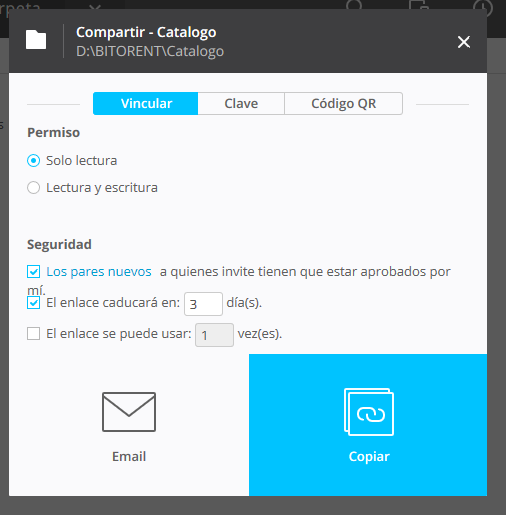 rpeta
Compartir - Catalogo
D:\BITORENT\Catalogo
s
Vincular
Clave
Código QR
Permiso
Solo lectura
Lectura y escritura
Seguridad
Los pares nuevos a quienes invite tienen que estar aprobados por
mí.
El enlace caducará en: 3 día(s).
El enlace se puede usar: 1 vez(es).
Email
Copiar